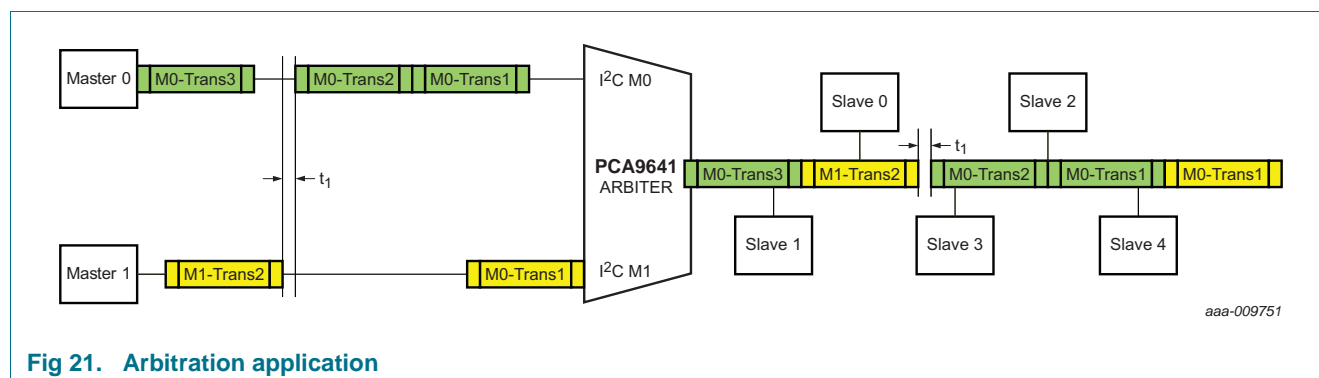 Master 0
M0-Trans3
M0-Trans2
M0-Trans1
I²C M0
t₁
PCA9641
ARBITER
Master 1
M1-Trans2
M0-Trans1
I²C M1
Slave 0
Slave 2
t₁
M0-Trans3
M1-Trans2
M0-Trans2
M0-Trans1
M0-Trans1
Slave 1
Slave 3
Slave 4
aaa-009751
Fig 21. Arbitration application